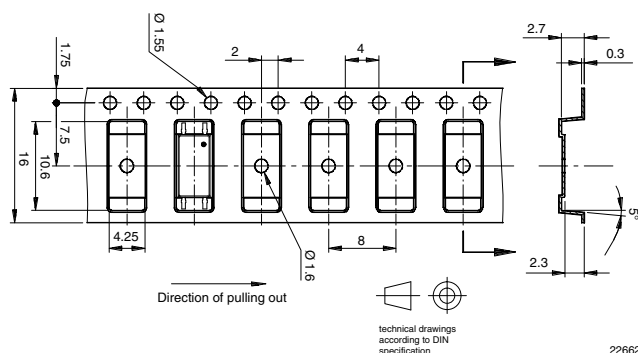 Ø 1.55
2
4
2.7
0.3
1.75
7.5
16
10.6
4.25
Ø 1.6
8
2.3
5°
Direction of pulling out
technical drawings
according to DIN
specification
22662